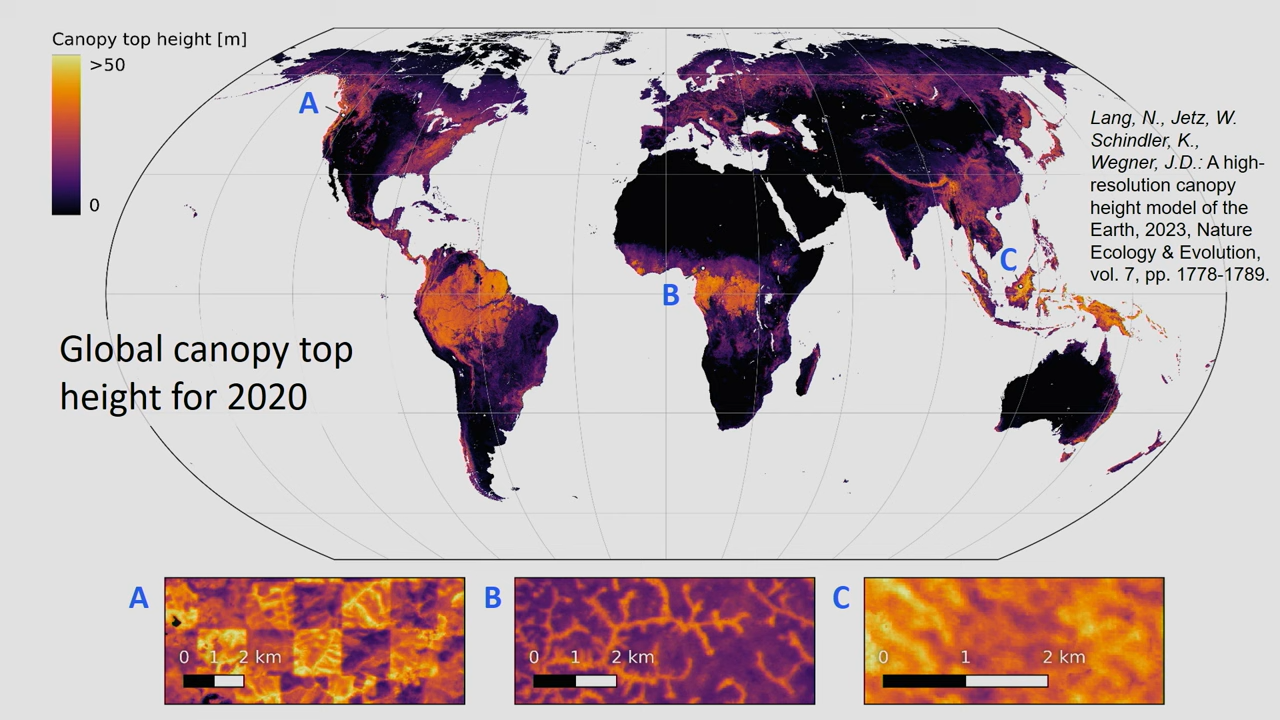 Canopy top height [m]
>50
0
A
B
C
Lang, N., Jetz, W.
Schindler, K.,
Wegner, J.D.: A high-
resolution canopy
height model of the
Earth, 2023, Nature
Ecology & Evolution,
vol. 7, pp. 1778-1789.
Global canopy top
height for 2020
A
0 1 2 km
B
0 1 2 km
C
0 1 2 km